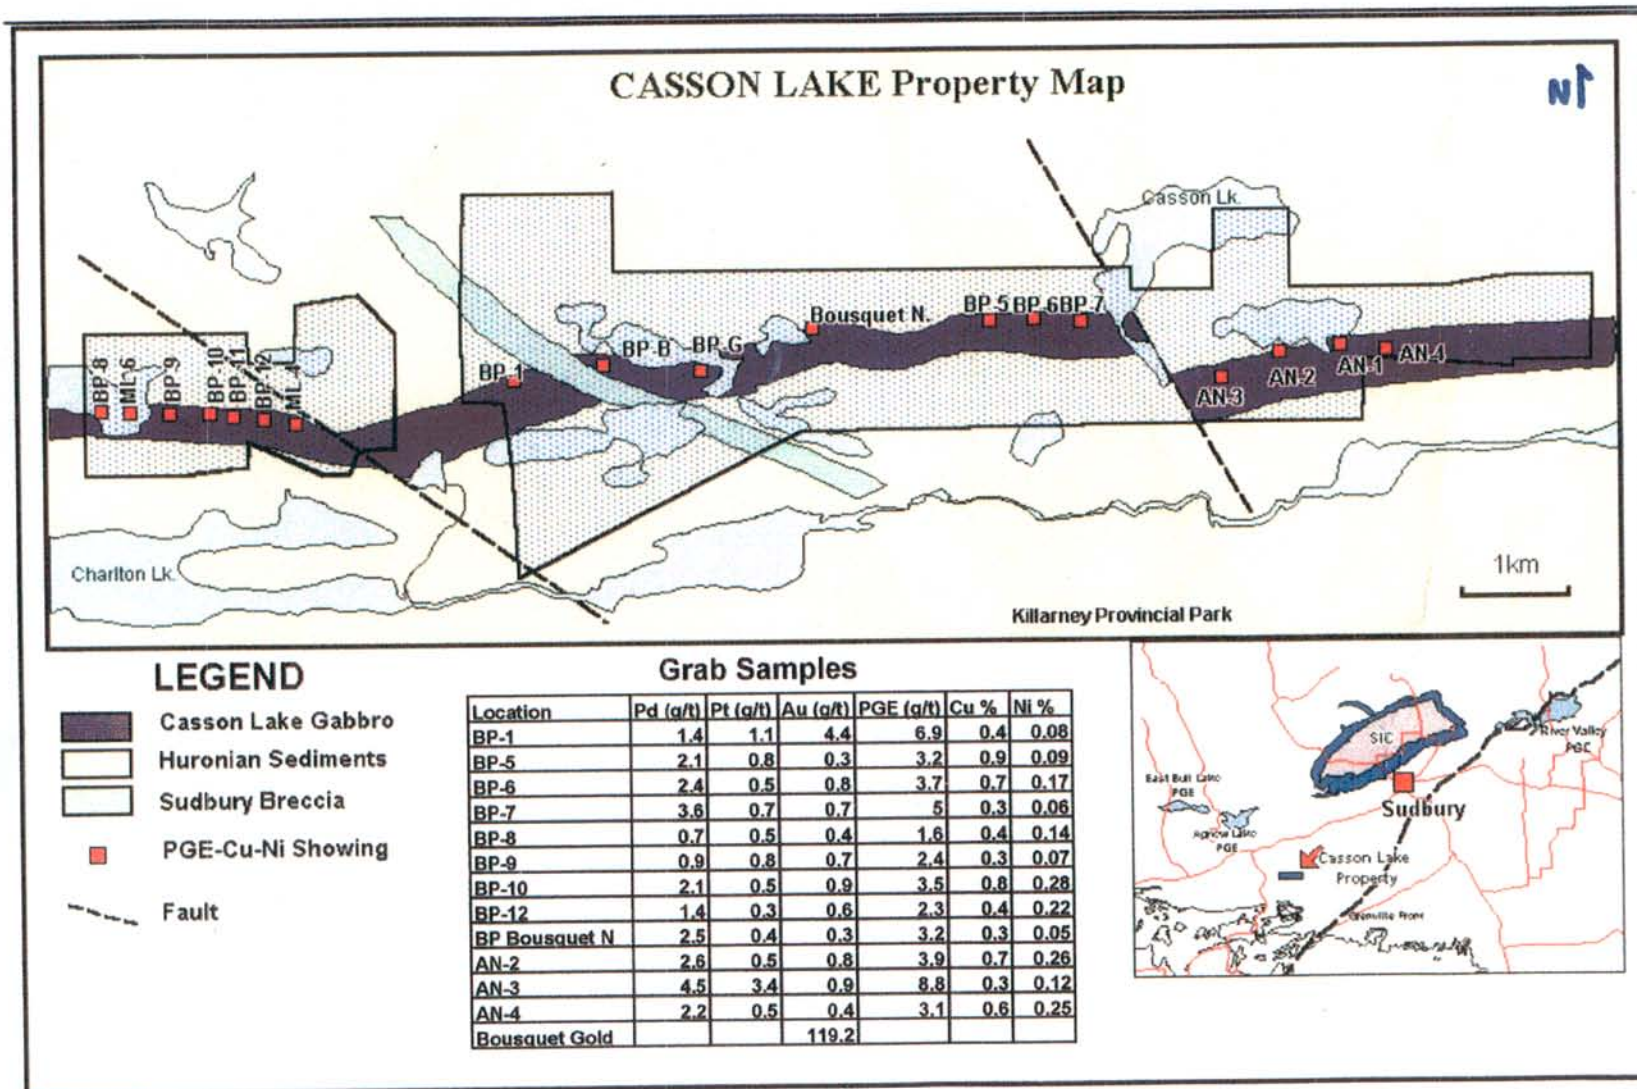 CASSON LAKE Property Map
N
Casson Lk.
Bousquet N.
BP-5 BP-6 BP-7
BP-B
BP-G
BP-1
BP-8
ML-6
BP-9
BP-10
BP-11
BP-12
AN-1
AN-4
AN-2
AN-3
Charlton Lk.
1km
Killarney Provincial Park
LEGEND
Casson Lake Gabbro
Huronian Sediments
Sudbury Breccia
PGE-Cu-Ni Showing
Fault
Grab Samples
Location Pd (g/t) Pt (g/t) Au (g/t) PGE (g/t) Cu % Ni %
BP-1 1.4 1.1 4.4 6.9 0.4 0.08
BP-5 2.1 0.8 0.3 3.2 0.9 0.09
BP-6 2.4 0.5 0.8 3.7 0.7 0.17
BP-7 3.6 0.7 0.7 5 0.3 0.06
BP-8 0.7 0.5 0.4 1.6 0.4 0.14
BP-9 0.9 0.8 0.7 2.4 0.3 0.07
BP-10 2.1 0.5 0.9 3.5 0.8 0.28
BP-12 1.4 0.3 0.6 2.3 0.4 0.22
BP Bousquet N 2.5 0.4 0.3 3.2 0.3 0.05
AN-2 2.6 0.5 0.8 3.9 0.7 0.26
AN-3 4.5 3.4 0.9 8.8 0.3 0.12
AN-4 2.2 0.5 0.4 3.1 0.6 0.25
Bousquet Gold 119.2
SIC
River Valley
PGE
East Bull Lake
PGE
Sudbury
Agnew Lake
PGE
Casson Lake
Property
Grenville Front